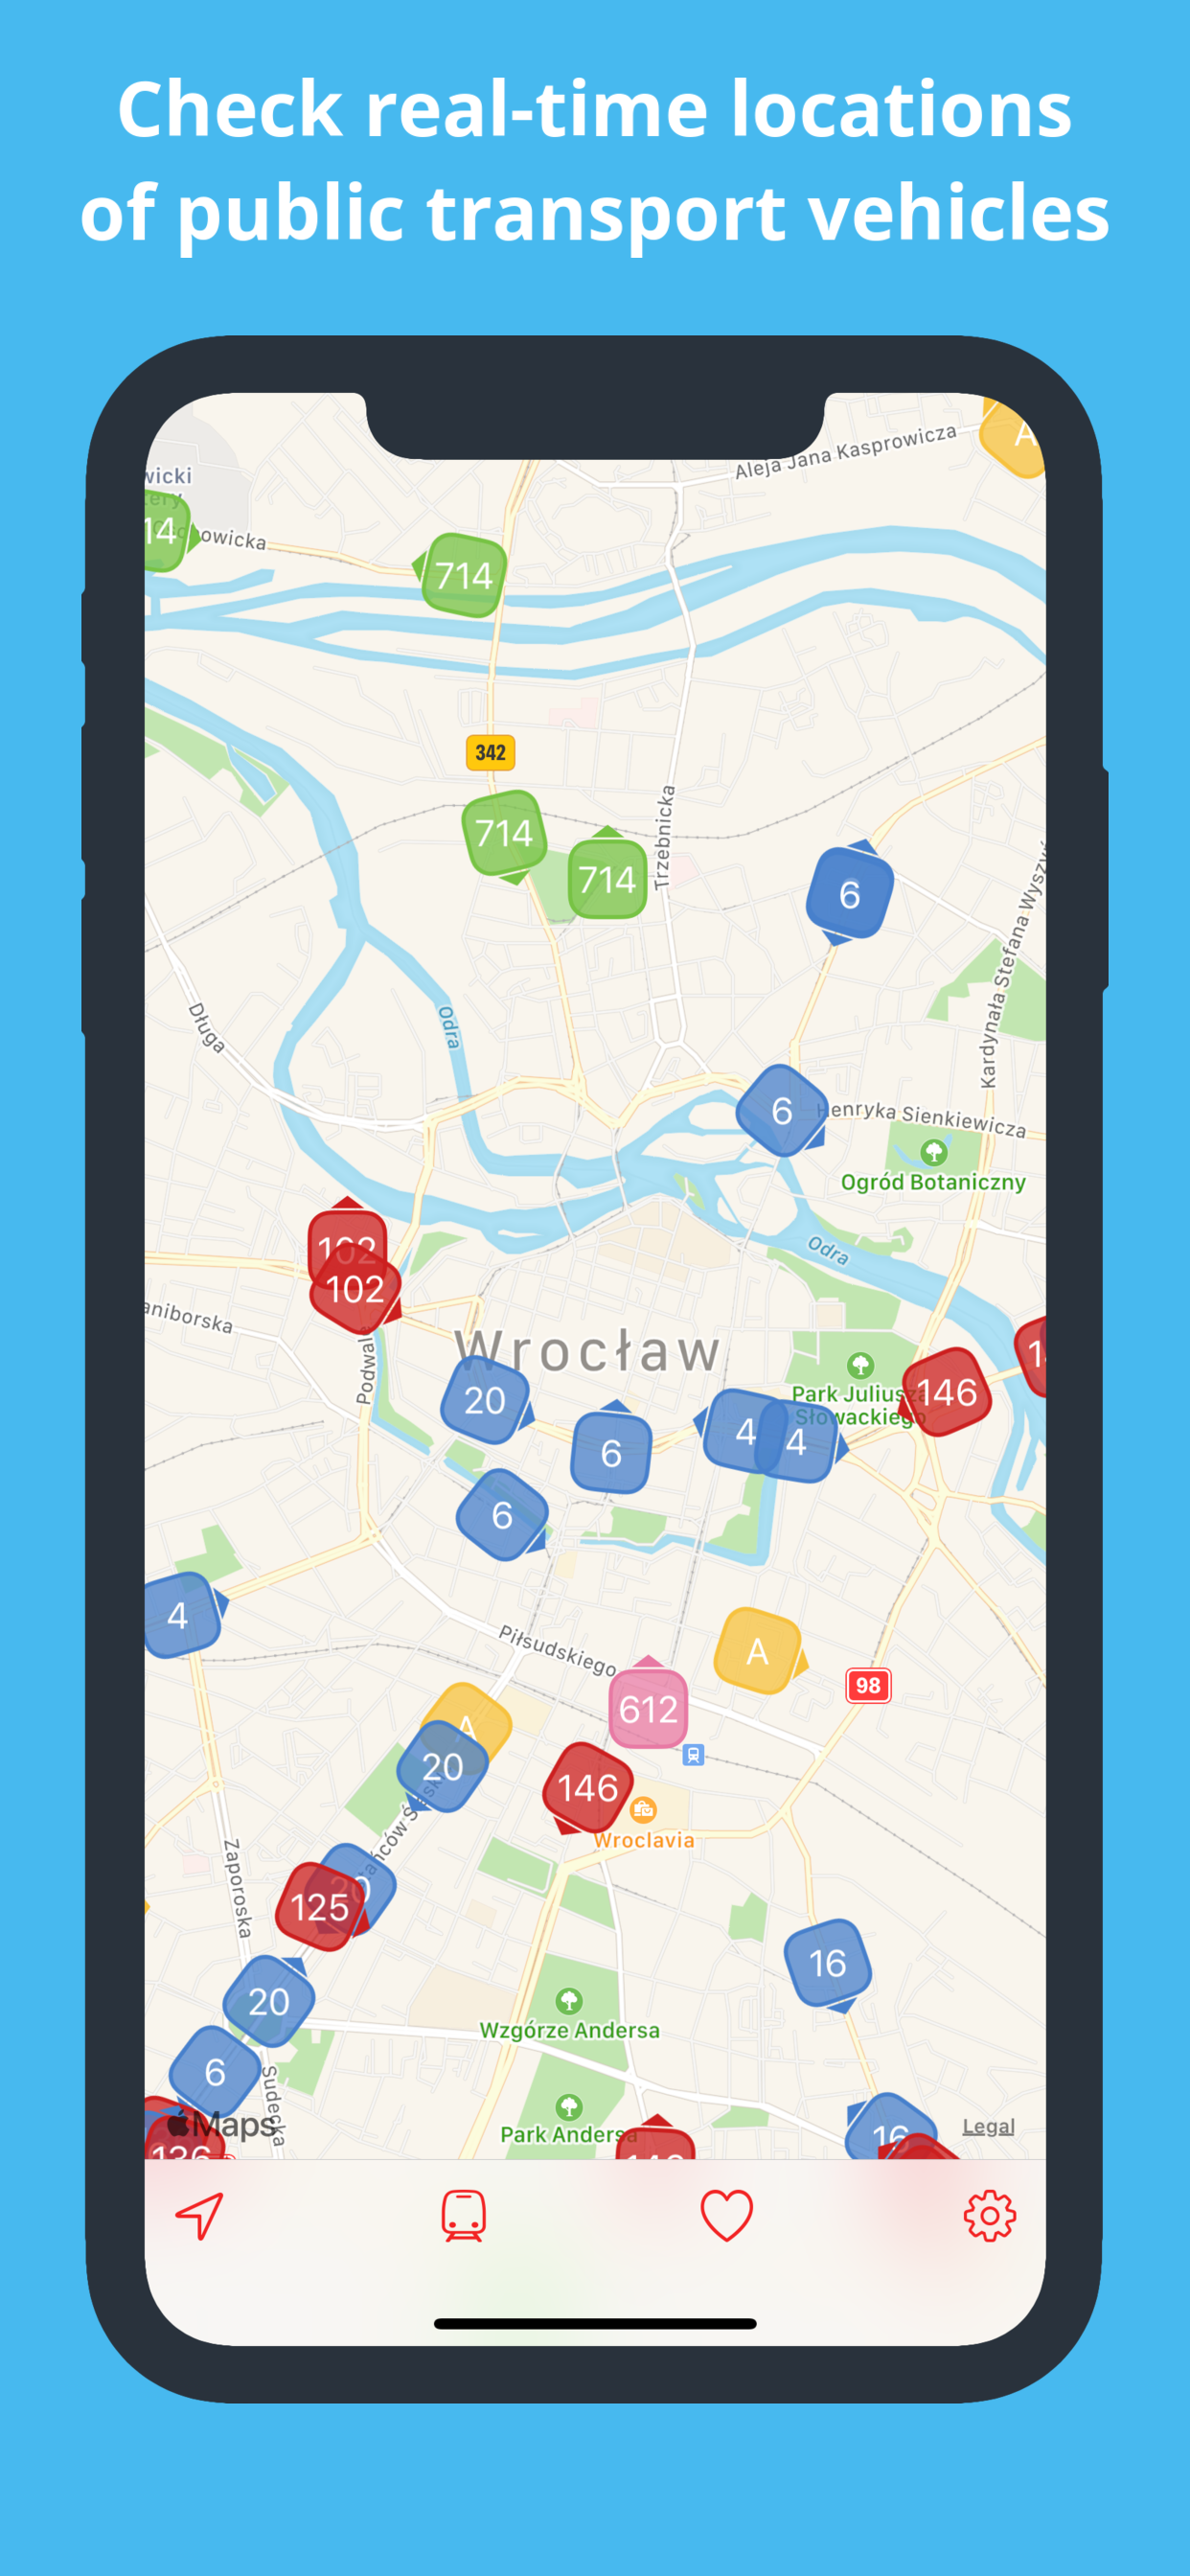 Check real-time locations
of public transport vehicles
Aleja Jana Kasprowicza
A
wicki
14
owicka
714
342
714
714
Trzebnicka
6
Kardynała Stefana Wyszyń
Długa
Odra
6
Henryka Sienkiewicza
Ogród Botaniczny
102
102
Odra
aniborska
Wrocław
Podwale
20
6
4
4
Park Juliusza
Słowackiego
146
6
4
Piłsudskiego
A
612
98
A
20
146
Wroclavia
Zaporoska
125
20
16
20
Wzgórze Andersa
6
Sudecka
Maps
136
Park Andersa
16
Legal